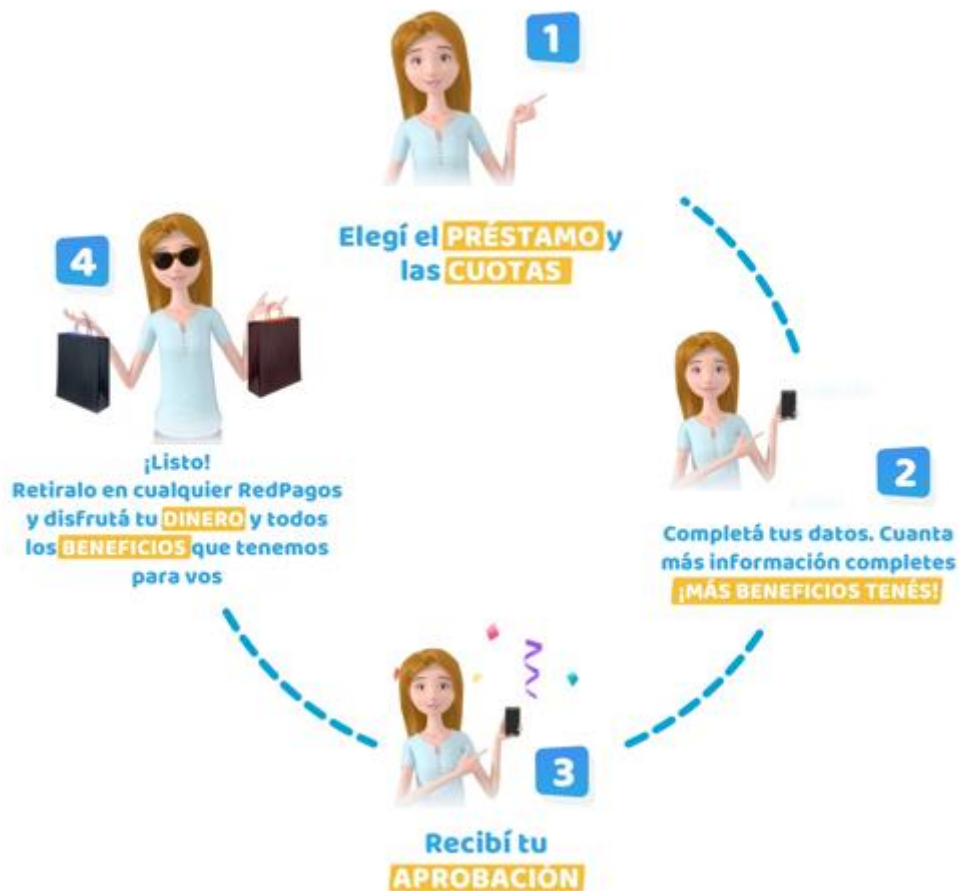 1
Elegí el PRÉSTAMO y
las CUOTAS
2
Completá tus datos. Cuanta
más información completes
¡MÁS BENEFICIOS TENÉS!
3
Recibí tu
APROBACIÓN
4
¡Listo!
Retiralo en cualquier RedPagos
y disfrutá tu DINERO y todos
los BENEFICIOS que tenemos
para vos